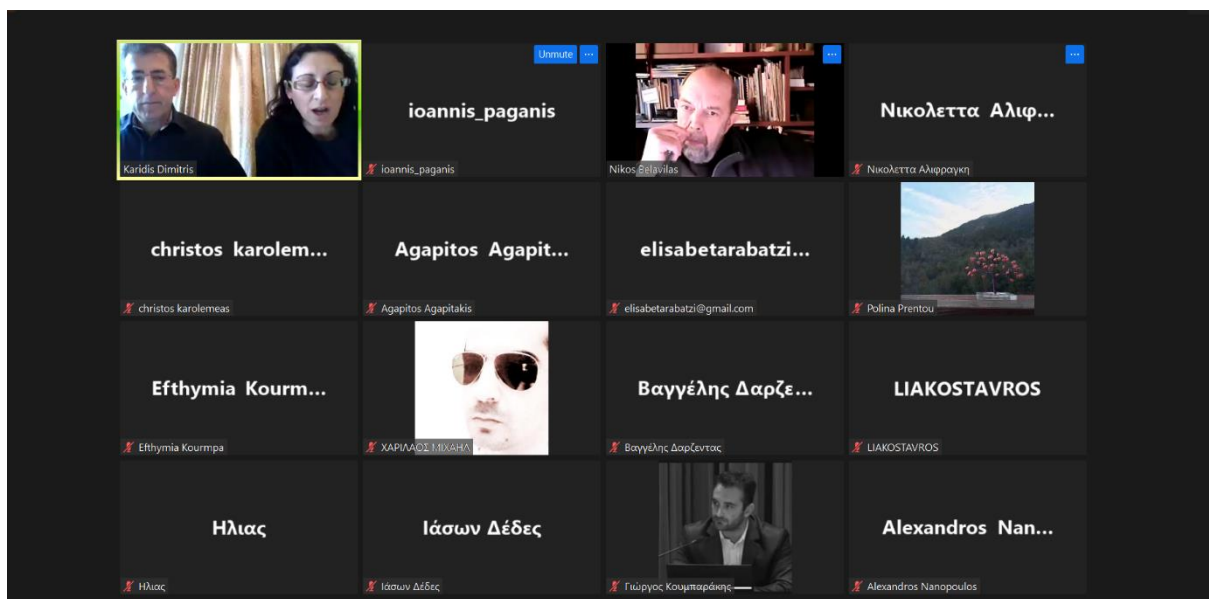 Karidis Dimitris
Unmute ...
ioannis_paganis
ioannis_paganis
...
Nikos Belavilas
...
Νικολεττα Αλιφ...
Νικολεττα Αλιφραγκη
christos karolem...
christos karolemeas
Agapitos Agapit...
Agapitos Agapitakis
elisabetarabatzi...
elisabetarabatzi@gmail.com
Polina Prentou
Efthymia Kourm...
Efthymia Kourmpa
ΧΑΡΙΛΑΟΣ ΜΙΧΑΗΛ
Βαγγέλης Δαρζε...
Βαγγέλης Δαρζεντας
LIAKOSTAVROS
LIAKOSTAVROS
Ηλιας
Ηλιας
Ιάσων Δέδες
Ιάσων Δέδες
Γιώργος Κουμπαράκης
Alexandros Nan...
Alexandros Nanopoulos